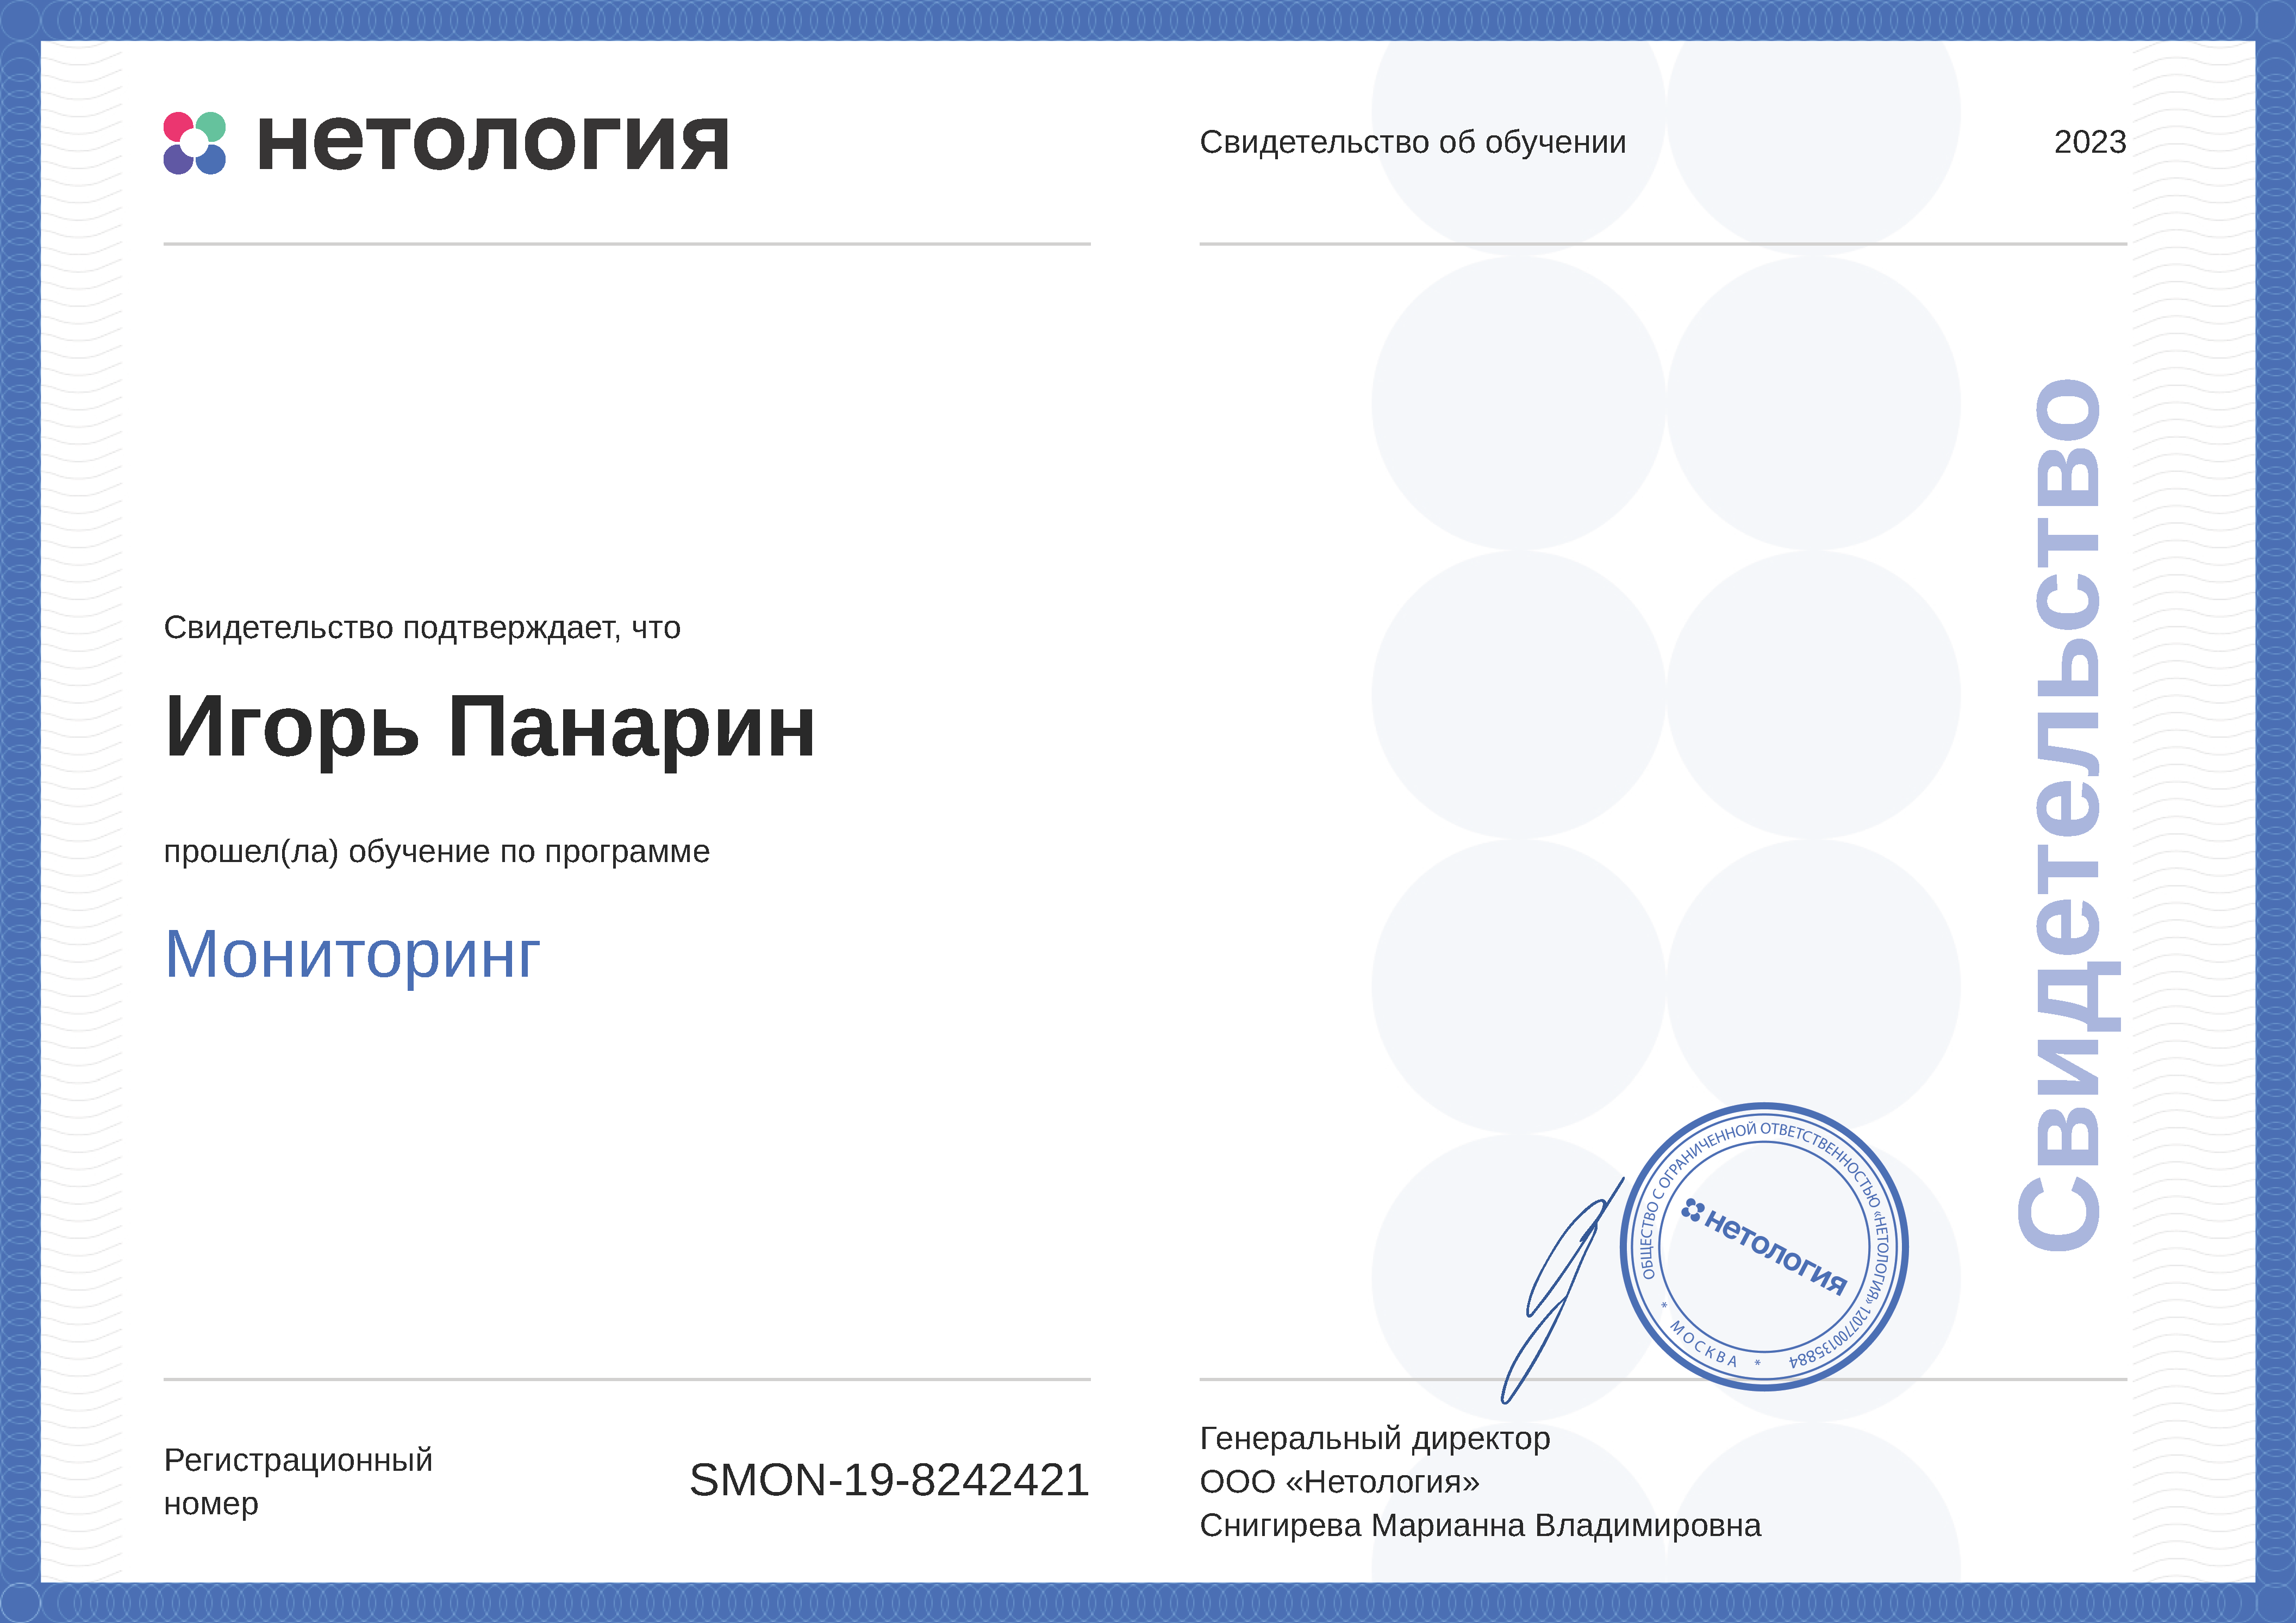 нетология
Свидетельство об обучении
2023
Свидетельство подтверждает, что
Игорь Панарин
прошел(ла) обучение по программе
Мониторинг
Свидетельство
ОБЩЕСТВО С ОГРАНИЧЕННОЙ ОТВЕТСТВЕННОСТЬЮ «НЕТОЛОГИЯ» 1207700135884
* МОСКВА *
нетология
Регистрационный
номер
SMON-19-8242421
Генеральный директор
ООО «Нетология»
Снигирева Марианна Владимировна